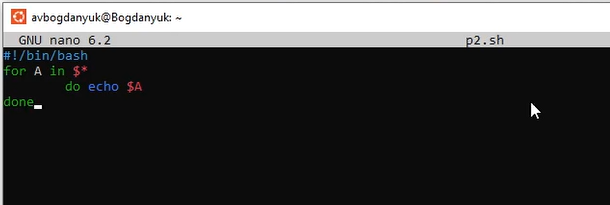 avbogdanyuk@Bogdanyuk: ~
GNU nano 6.2 p2.sh
#!/bin/bash
for A in $*
do echo $A
done